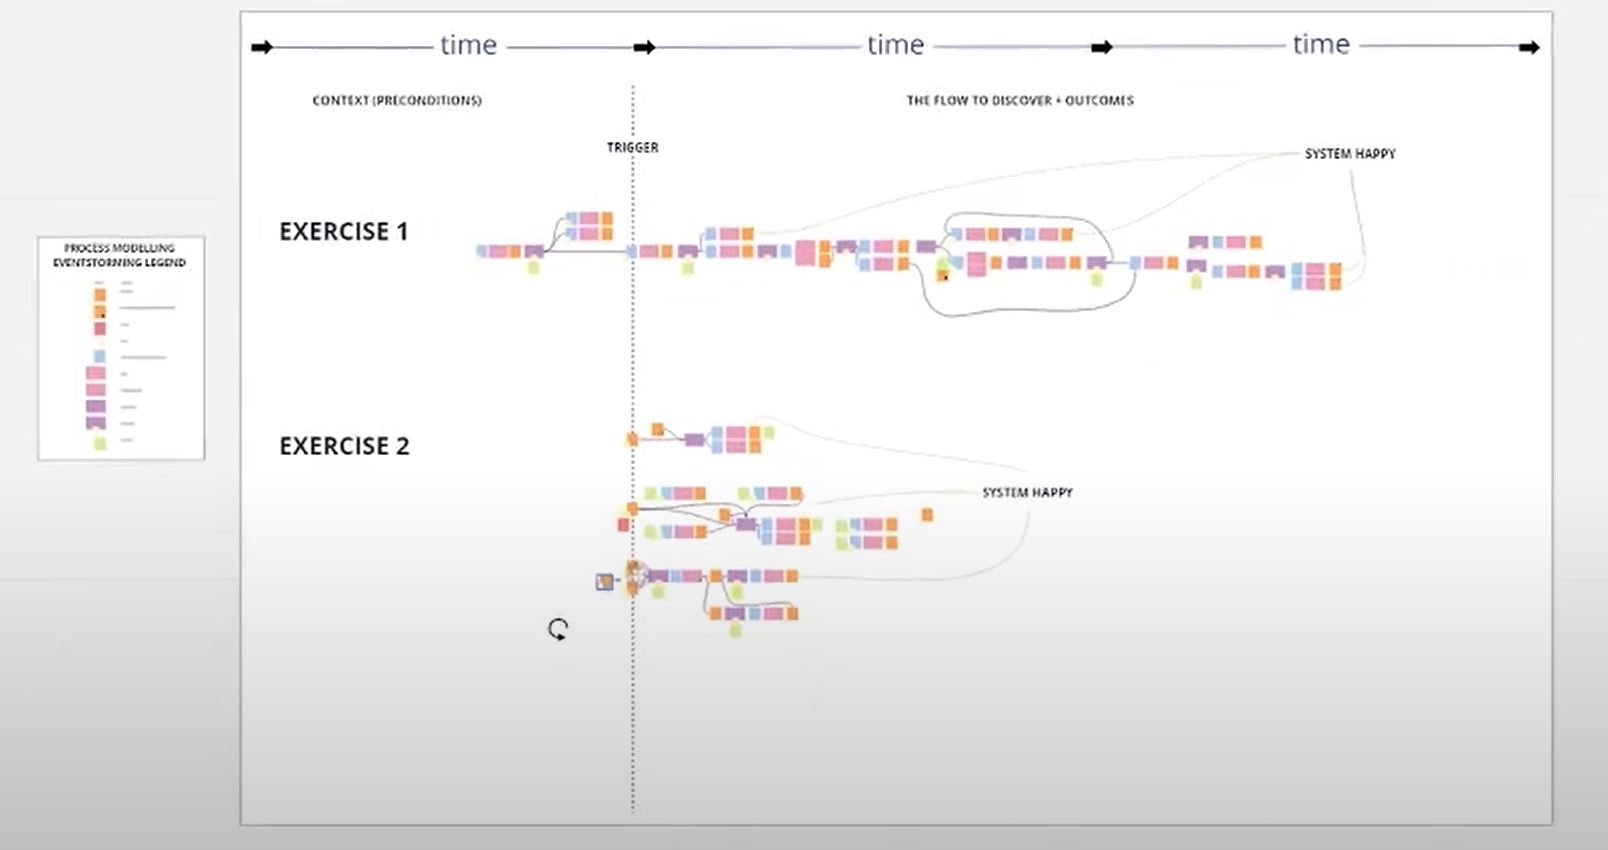 time
time
time
CONTEXT (PRECONDITIONS)
THE FLOW TO DISCOVER + OUTCOMES
TRIGGER
SYSTEM HAPPY
EXERCISE 1
PROCESS MODELLING
EVENTSTORMING LEGEND
EXERCISE 2
SYSTEM HAPPY